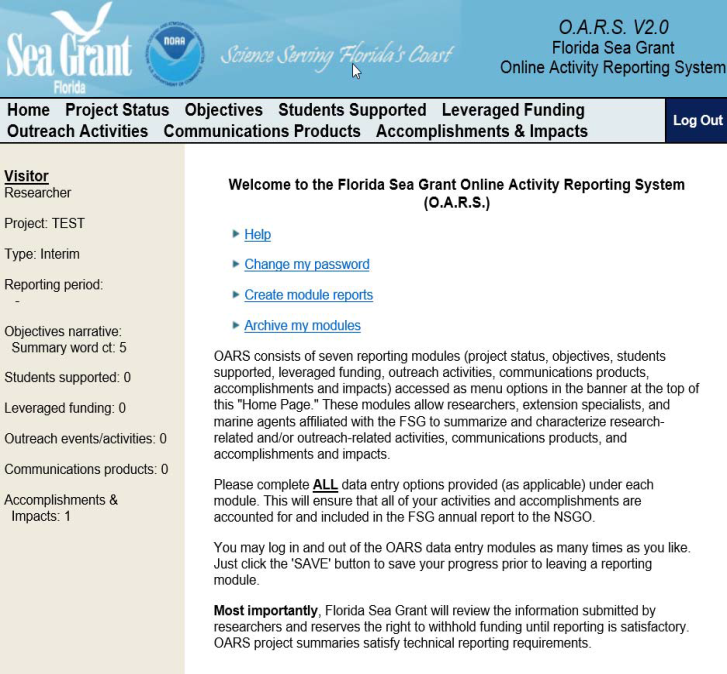 Sea Grant
Florida
NOAA
Science Serving Florida's Coast
O.A.R.S. V2.0
Florida Sea Grant
Online Activity Reporting System
Home Project Status Objectives Students Supported Leveraged Funding
Outreach Activities Communications Products Accomplishments & Impacts
Log Out
Visitor
Researcher
Project: TEST
Type: Interim
Reporting period:
-
Objectives narrative:
Summary word ct: 5
Students supported: 0
Leveraged funding: 0
Outreach events/activities: 0
Communications products: 0
Accomplishments &
Impacts: 1
Welcome to the Florida Sea Grant Online Activity Reporting System
(O.A.R.S.)
Help
Change my password
Create module reports
Archive my modules
OARS consists of seven reporting modules (project status, objectives, students
supported, leveraged funding, outreach activities, communications products,
accomplishments and impacts) accessed as menu options in the banner at the top of
this "Home Page." These modules allow researchers, extension specialists, and
marine agents affiliated with the FSG to summarize and characterize research-
related and/or outreach-related activities, communications products, and
accomplishments and impacts.
Please complete ALL data entry options provided (as applicable) under each
module. This will ensure that all of your activities and accomplishments are
accounted for and included in the FSG annual report to the NSGO.
You may log in and out of the OARS data entry modules as many times as you like.
Just click the 'SAVE' button to save your progress prior to leaving a reporting
module.
Most importantly, Florida Sea Grant will review the information submitted by
researchers and reserves the right to withhold funding until reporting is satisfactory.
OARS project summaries satisfy technical reporting requirements.